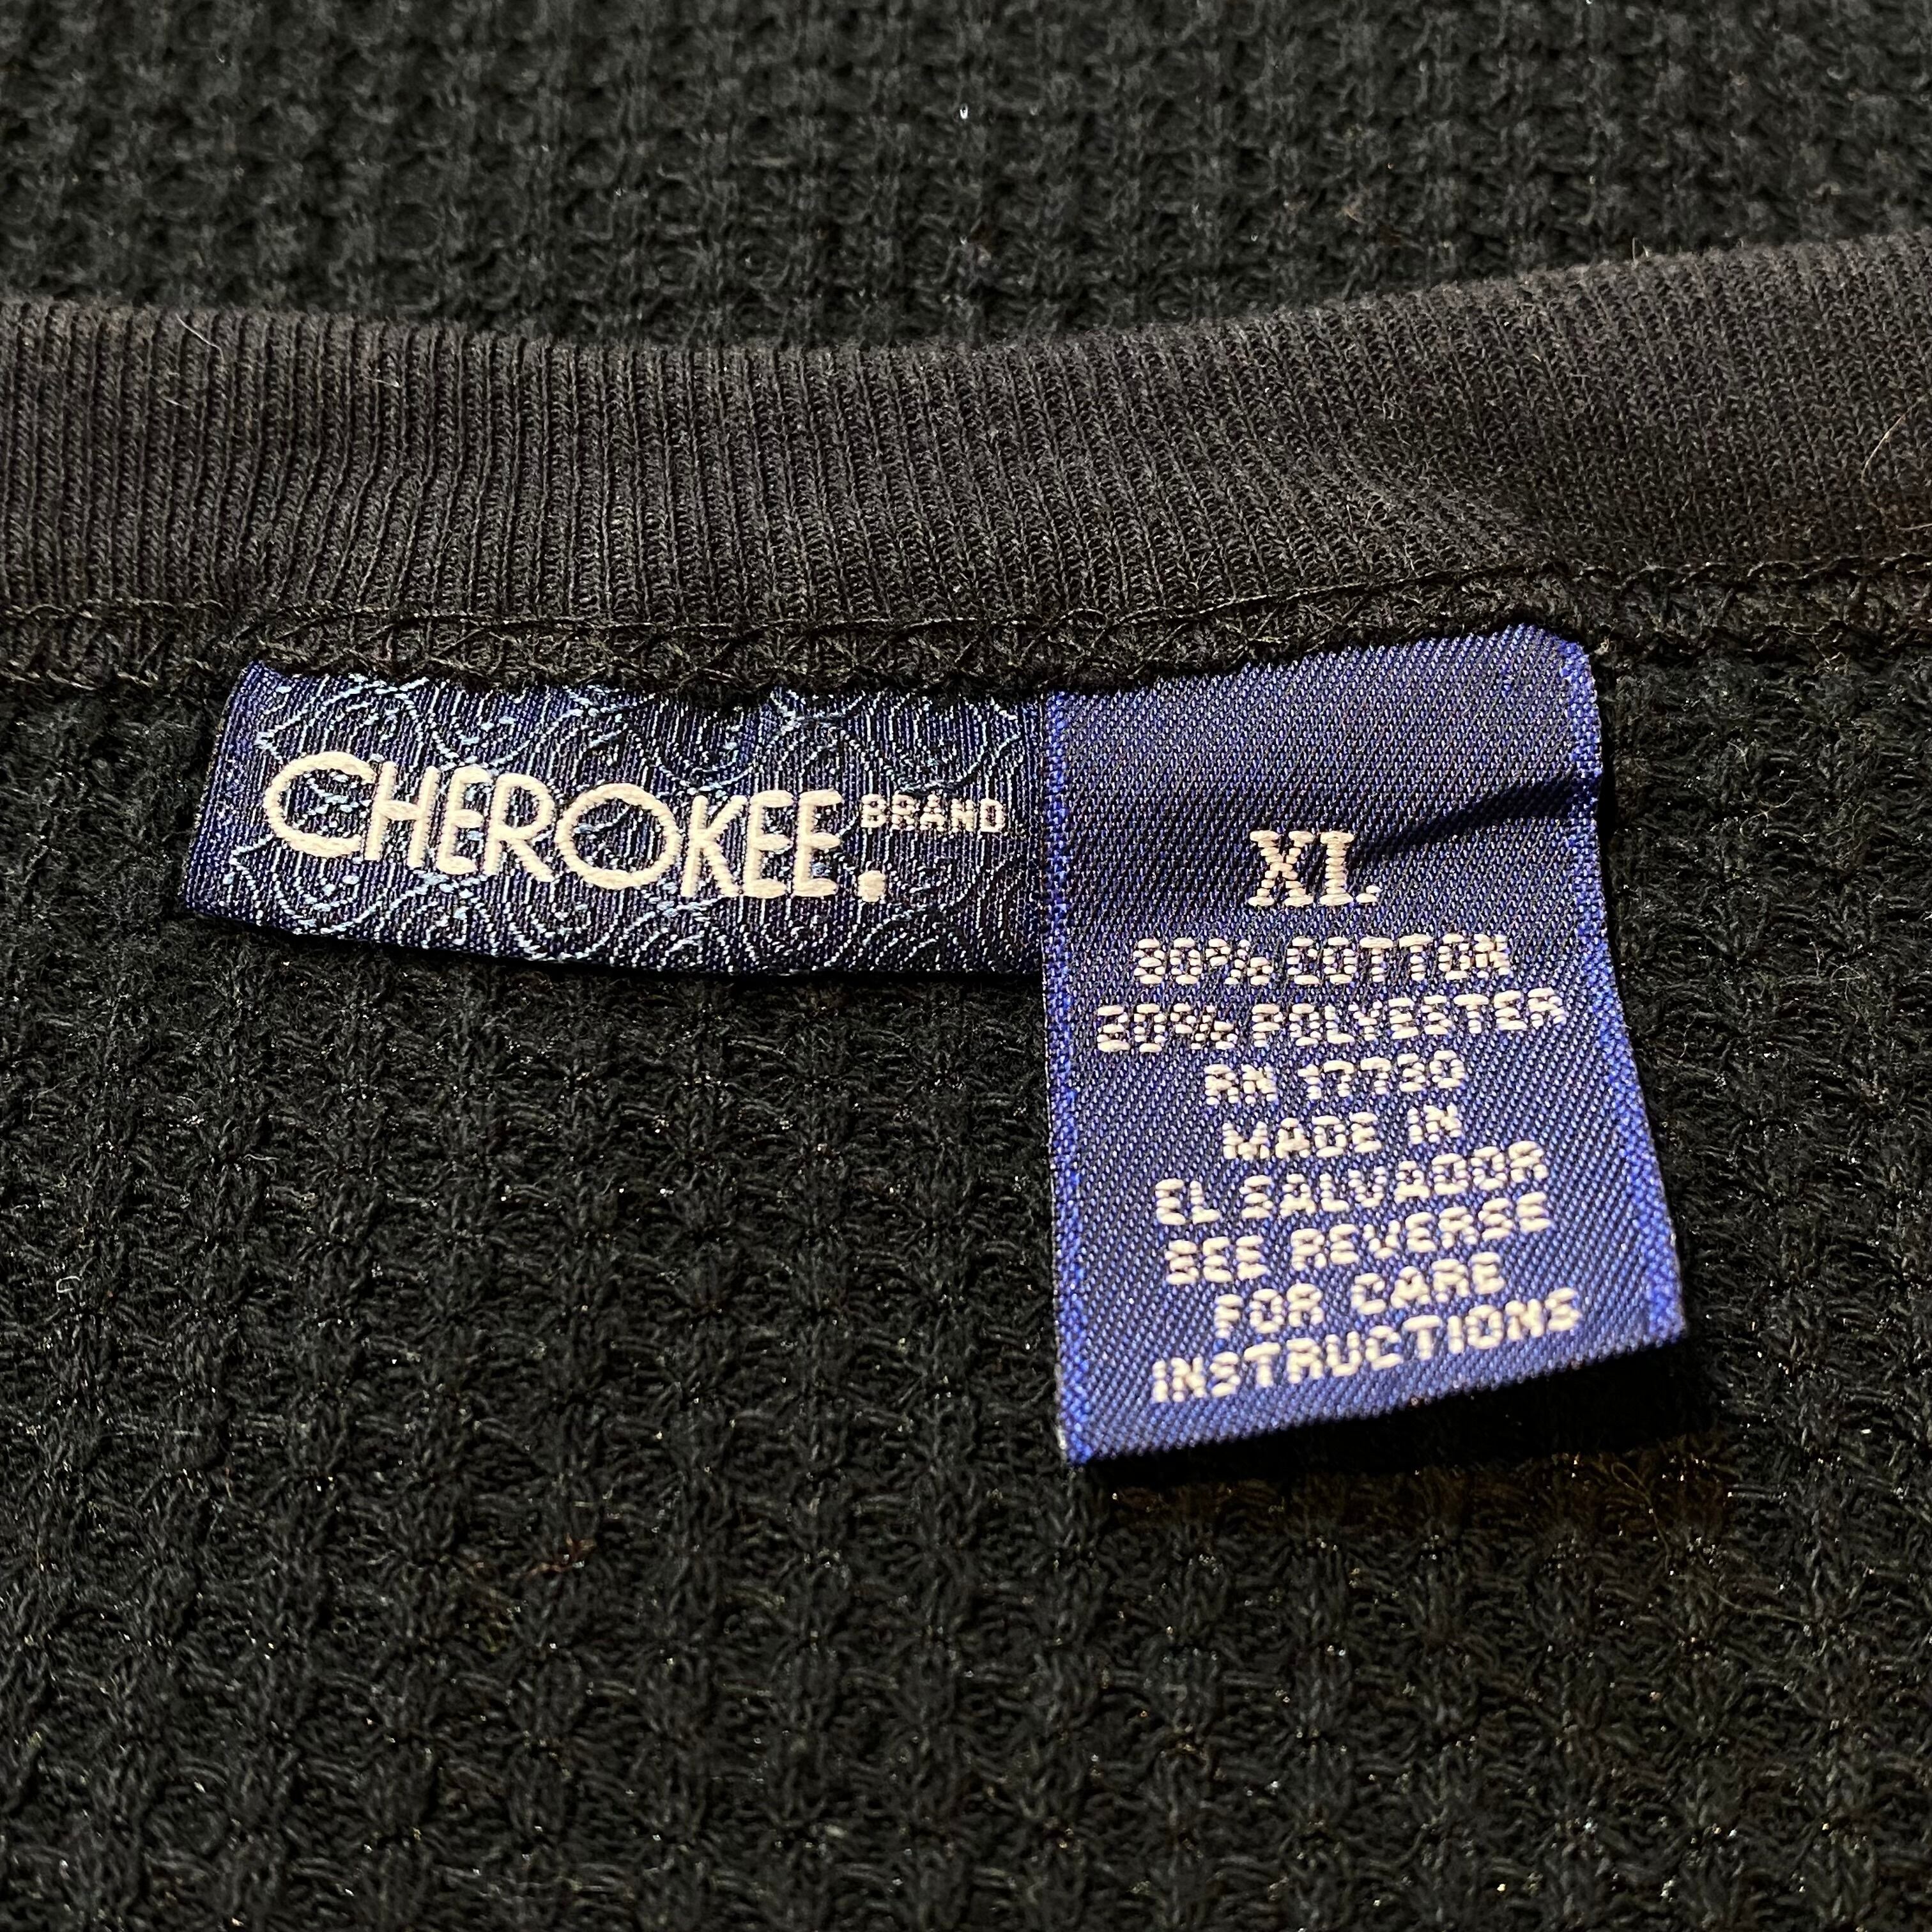 CHEROKEE. BRAND
XL
80% COTTON
20% POLYESTER
RN 17730
MADE IN
EL SALVADOR
SEE REVERSE
FOR CARE
INSTRUCTIONS